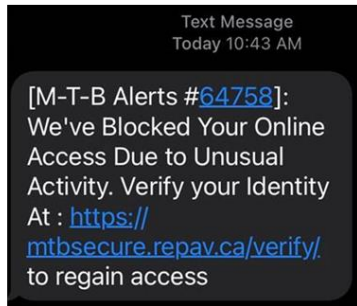 Text Message
Today 10:43 AM
[M-T-B Alerts #64758]:
We've Blocked Your Online
Access Due to Unusual
Activity. Verify your Identity
At : https://
mtbsecure.repav.ca/verify/
to regain access